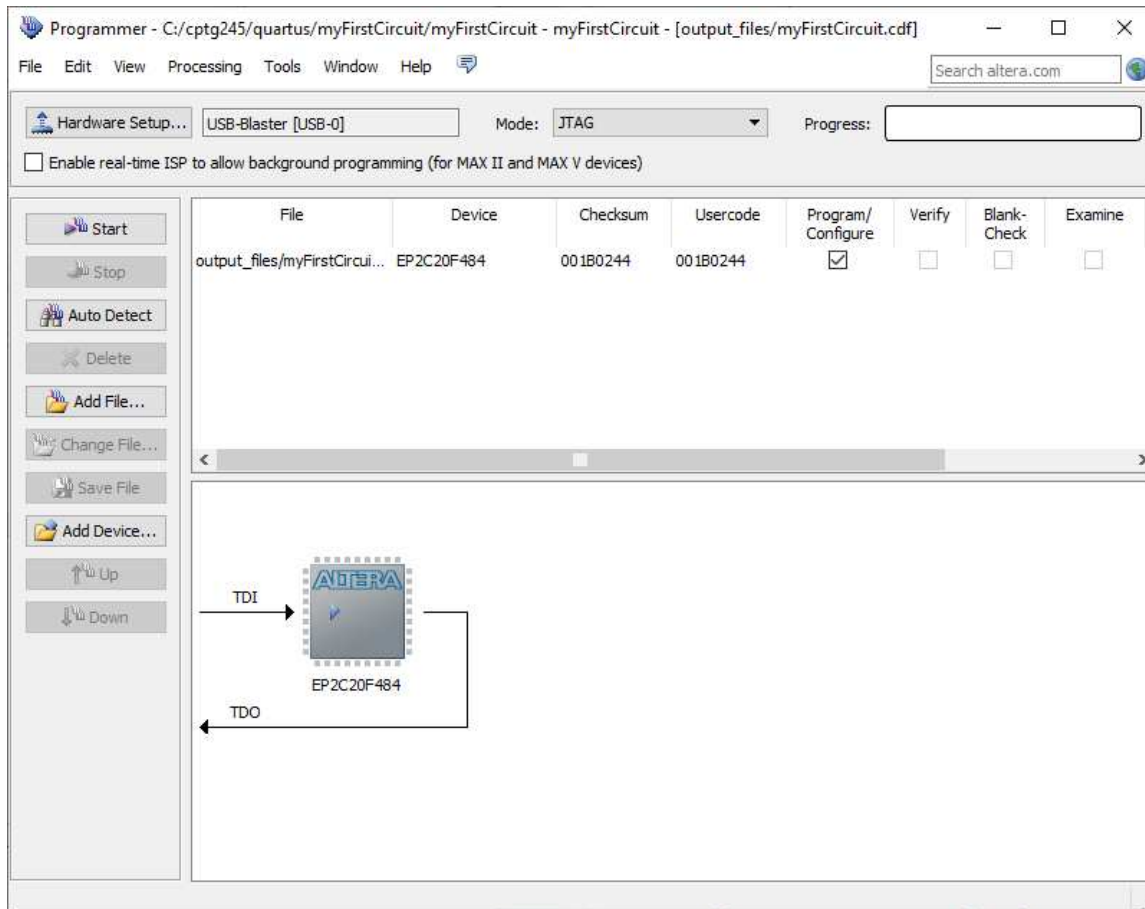 Programmer - C:/cptg245/quartus/myFirstCircuit/myFirstCircuit - myFirstCircuit - [output_files/myFirstCircuit.cdf]
File Edit View Processing Tools Window Help
Search altera.com
Hardware Setup... USB-Blaster [USB-0] Mode: JTAG Progress:
Enable real-time ISP to allow background programming (for MAX II and MAX V devices)
Start
Stop
Auto Detect
Delete
Add File...
Change File...
Save File
Add Device...
Up
Down
File Device Checksum Usercode Program/ Verify Blank- Examine
Configure Check
output_files/myFirstCircui... EP2C20F484 001B0244 001B0244
ALTERA
TDI
EP2C20F484
TDO